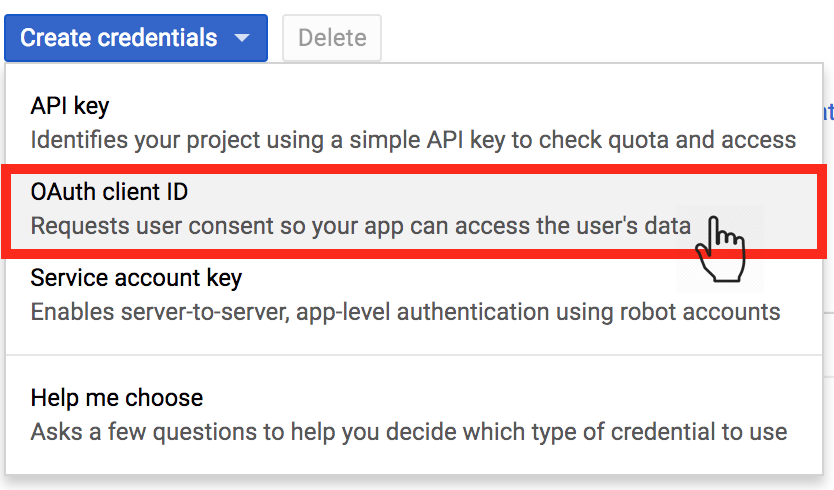 Create credentials
Delete
API key
Identifies your project using a simple API key to check quota and access
OAuth client ID
Requests user consent so your app can access the user's data
Service account key
Enables server-to-server, app-level authentication using robot accounts
Help me choose
Asks a few questions to help you decide which type of credential to use